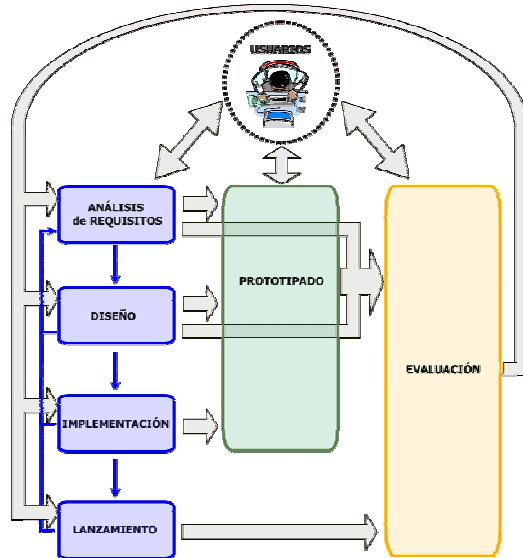 USUARIOS
ANÁLISIS
de REQUISITOS
PROTOTIPADO
DISEÑO
EVALUACIÓN
IMPLEMENTACIÓN
LANZAMIENTO